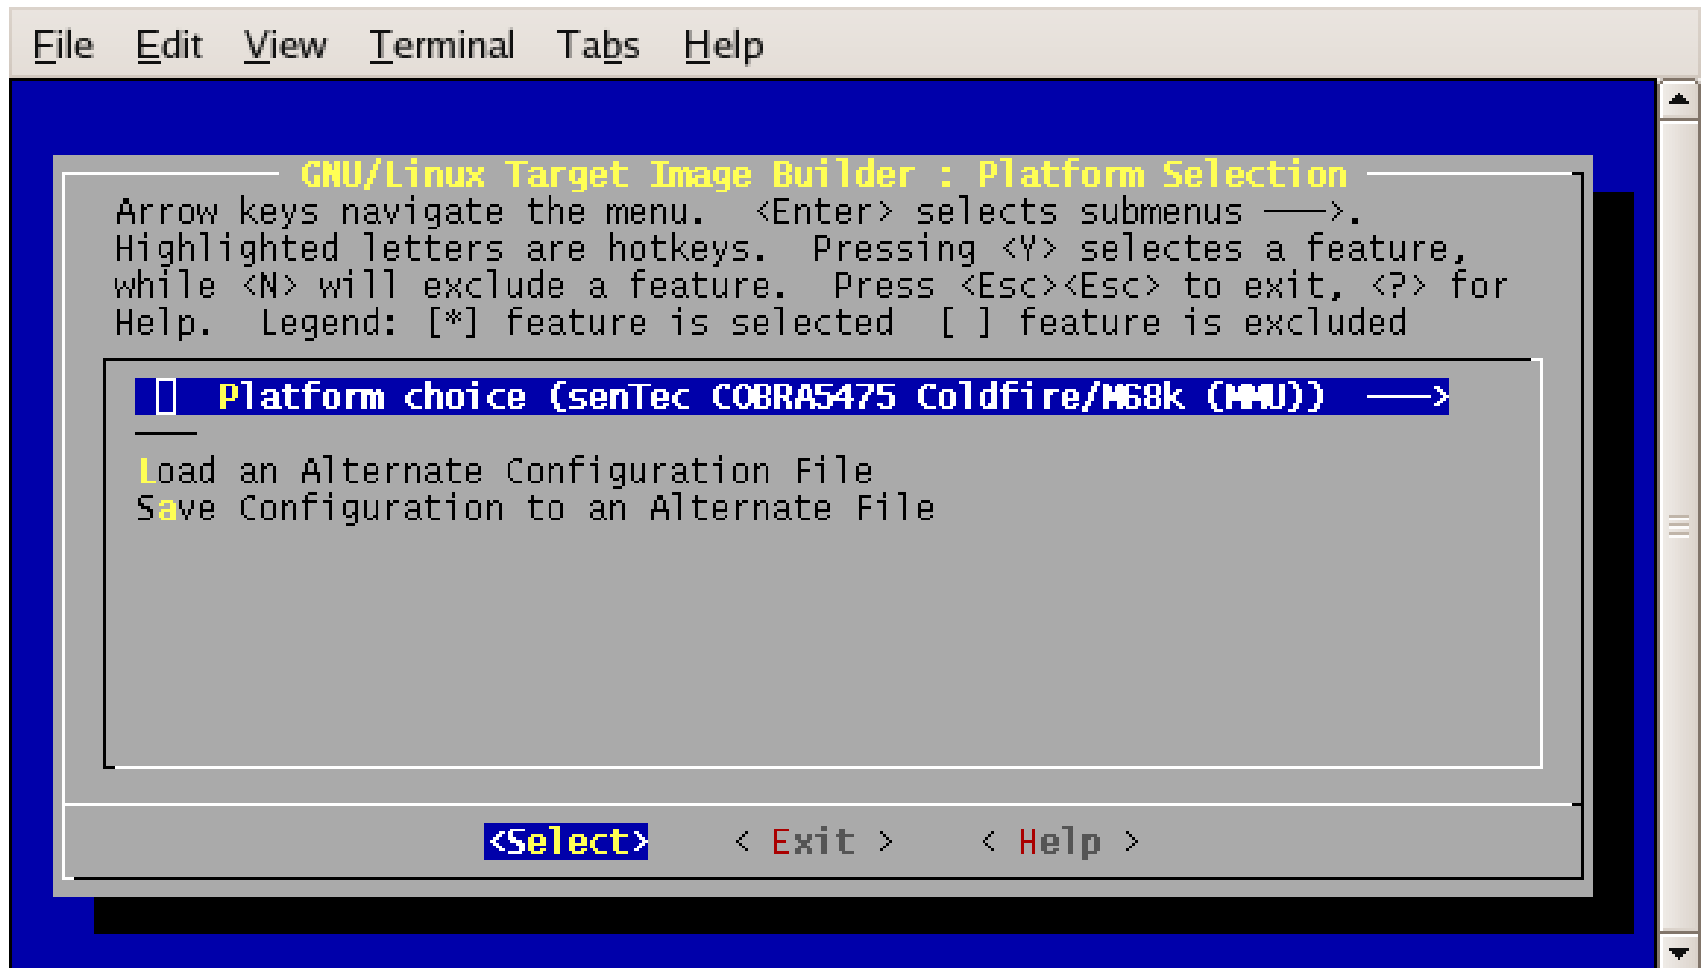 File Edit View Terminal Tabs Help
GNU/Linux Target Image Builder : Platform Selection
Arrow keys navigate the menu.  <Enter> selects submenus --->.
Highlighted letters are hotkeys.  Pressing <Y> selectes a feature,
while <N> will exclude a feature.  Press <Esc><Esc> to exit, <?> for
Help.  Legend: [*] feature is selected  [ ] feature is excluded
Platform choice (senTec COBRA5475 Coldfire/M68k (MMU))  --->
---
Load an Alternate Configuration File
Save Configuration to an Alternate File
<Select>    < Exit >    < Help >